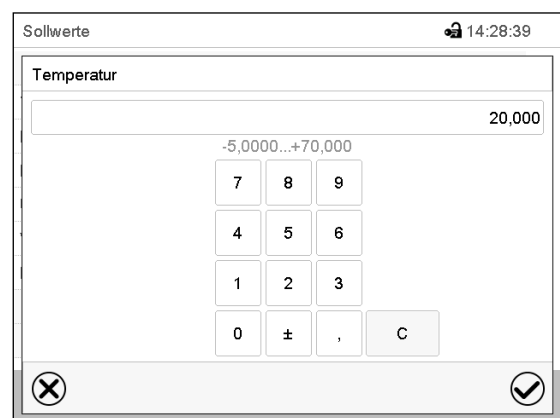 Sollwerte 14:28:39
Temperatur
20,000
-5,0000...+70,000
7 8 9
4 5 6
1 2 3
0 ± , C